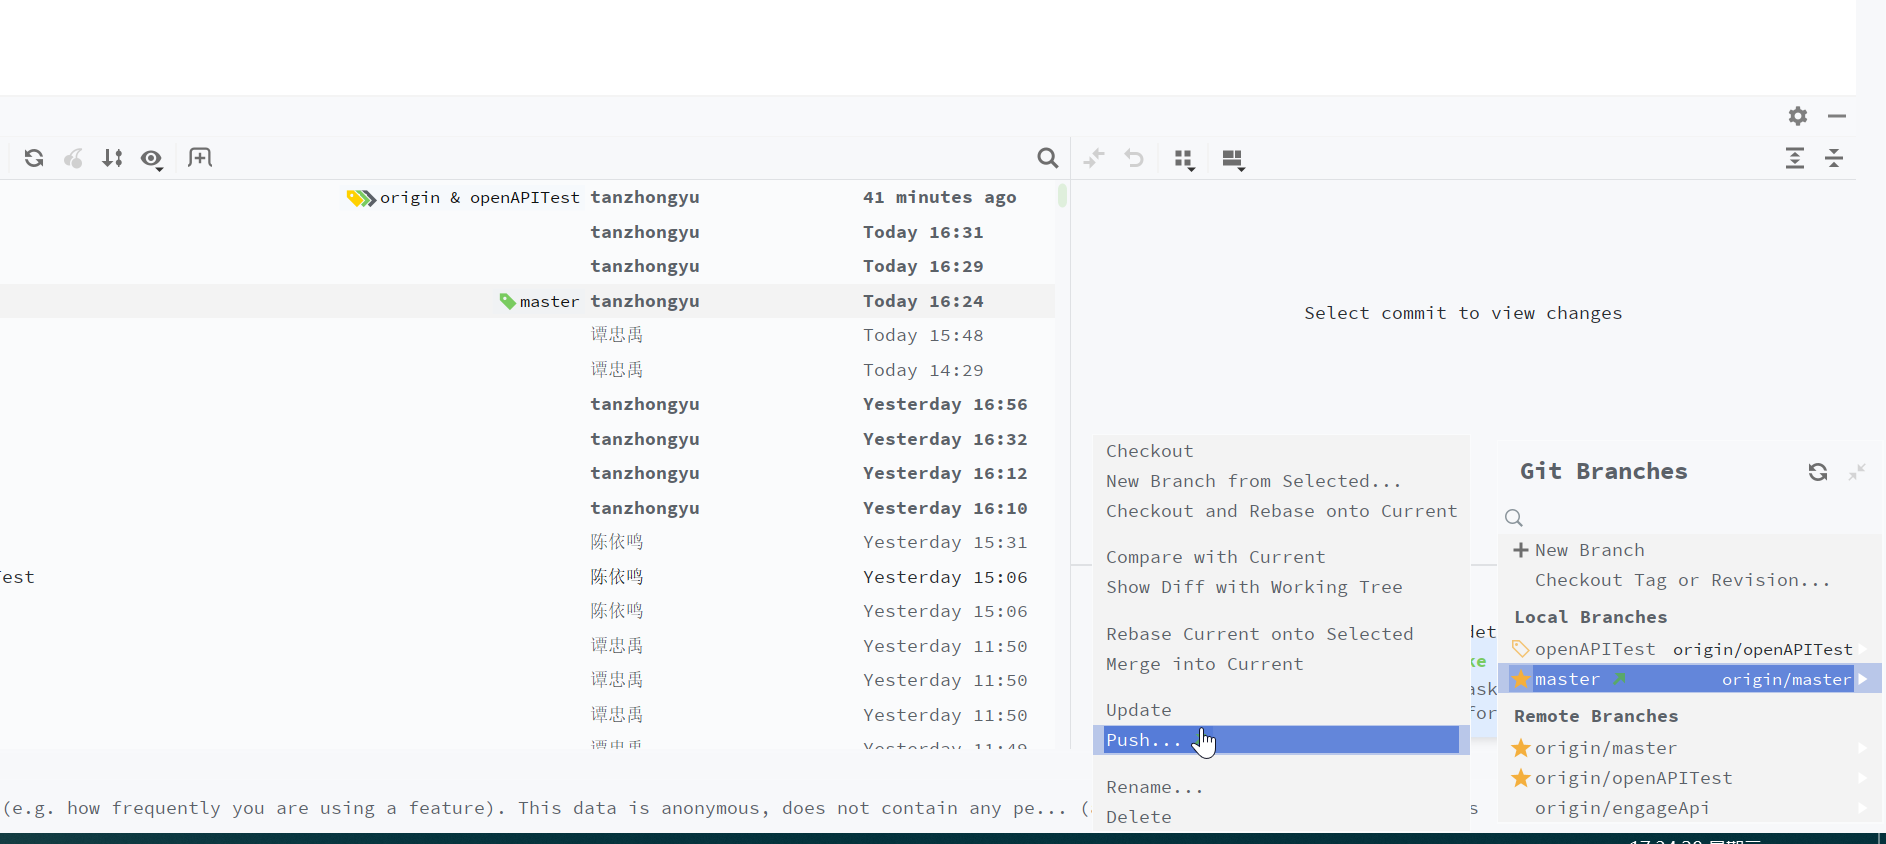 origin & openAPITest tanzhongyu 41 minutes ago
tanzhongyu Today 16:31
tanzhongyu Today 16:29
master tanzhongyu Today 16:24
谭忠禹 Today 15:48
谭忠禹 Today 14:29
tanzhongyu Yesterday 16:56
tanzhongyu Yesterday 16:32
tanzhongyu Yesterday 16:12
tanzhongyu Yesterday 16:10
陈依鸣 Yesterday 15:31
est 陈依鸣 Yesterday 15:06
陈依鸣 Yesterday 15:06
谭忠禹 Yesterday 11:50
谭忠禹 Yesterday 11:50
谭忠禹 Yesterday 11:50
谭忠禹 Yesterday 11:49
(e.g. how frequently you are using a feature). This data is anonymous, does not contain any pe... (
Select commit to view changes
Checkout
New Branch from Selected...
Checkout and Rebase onto Current
Compare with Current
Show Diff with Working Tree
Rebase Current onto Selected
Merge into Current
Update
Push...
Rename...
Delete
det
ke
ask
for
s
Git Branches
New Branch
Checkout Tag or Revision...
Local Branches
openAPITest origin/openAPITest
master origin/master
Remote Branches
origin/master
origin/openAPITest
origin/engageApi